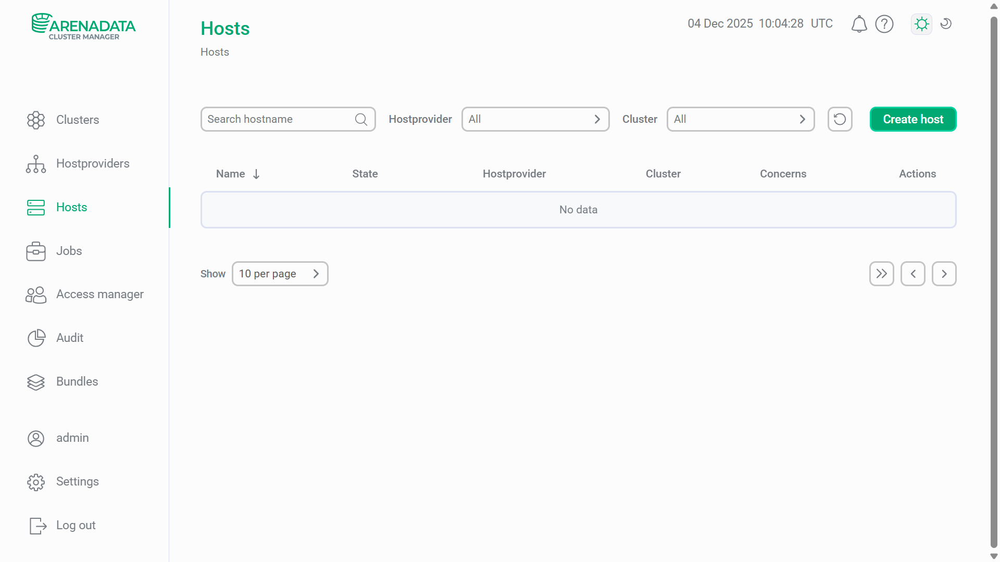 ARENADATA
CLUSTER MANAGER
Clusters
Hostproviders
Hosts
Jobs
Access manager
Audit
Bundles
admin
Settings
Log out
Hosts
Hosts
04 Dec 2025 10:04:28 UTC
Search hostname
Hostprovider
All
Cluster
All
Create host
Name
State
Hostprovider
Cluster
Concerns
Actions
No data
Show
10 per page